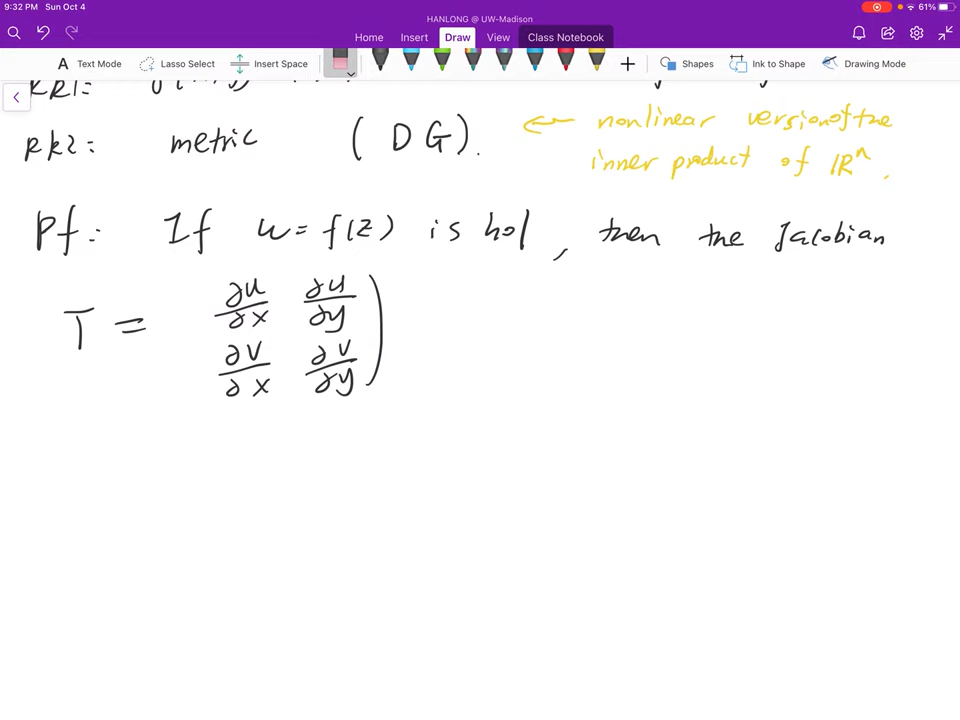 9:32 PM Sun Oct 4
61%
HANLONG @ UW-Madison
Home Insert Draw View Class Notebook
A Text Mode Lasso Select Insert Space + Shapes Ink to Shape Drawing Mode
Rk2: metric (DG). ← nonlinear version of the
inner product of IRⁿ.
Pf: If w = f(z) is hol, then the Jacobian
T = ∂u/∂x ∂u/∂y )
∂v/∂x ∂v/∂y